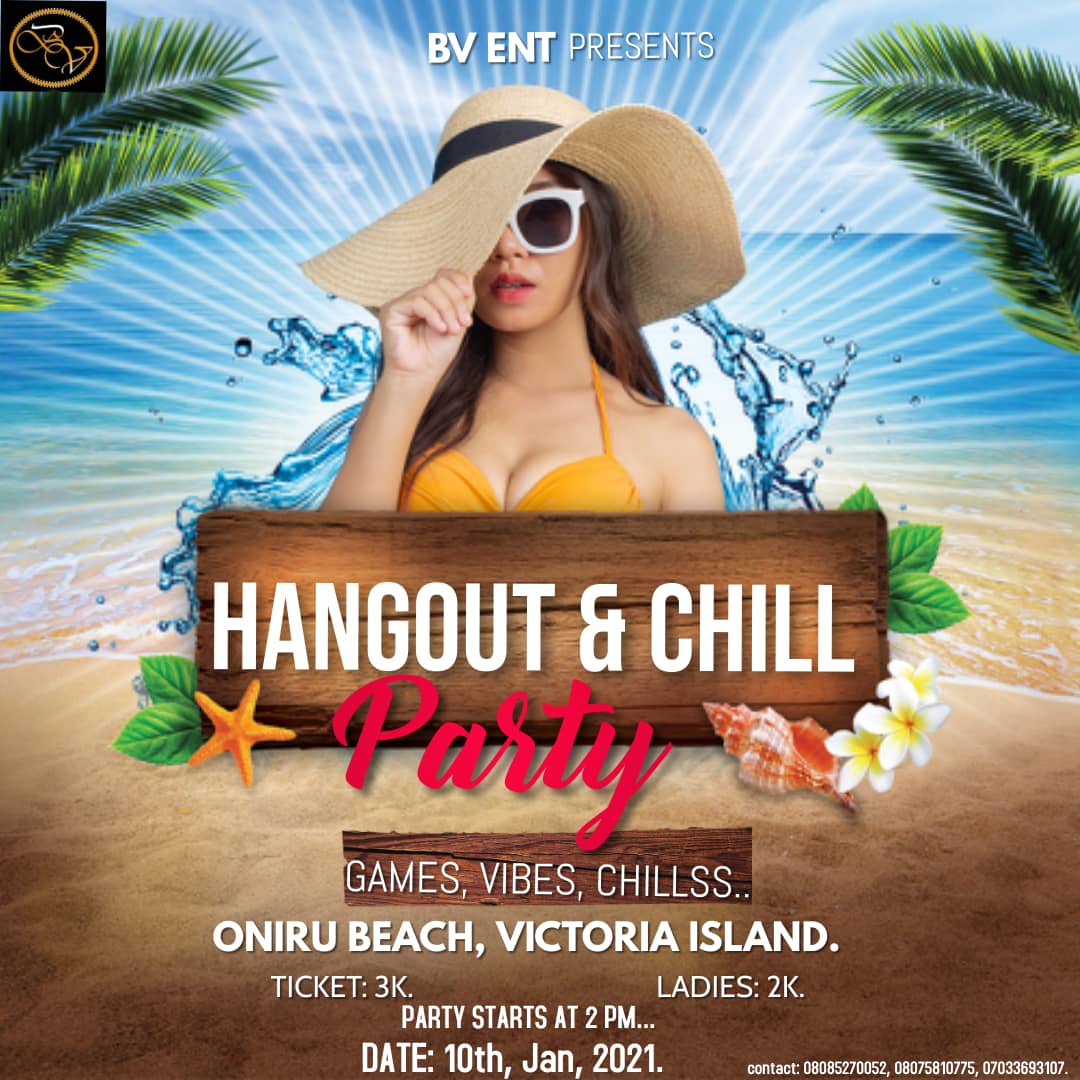 BV ENT PRESENTS
HANGOUT & CHILL
Party
GAMES, VIBES, CHILLSS..
ONIRU BEACH, VICTORIA ISLAND.
TICKET: 3K. LADIES: 2K.
PARTY STARTS AT 2 PM...
DATE: 10th, Jan, 2021.
contact: 08085270052, 08075810775, 07033693107.